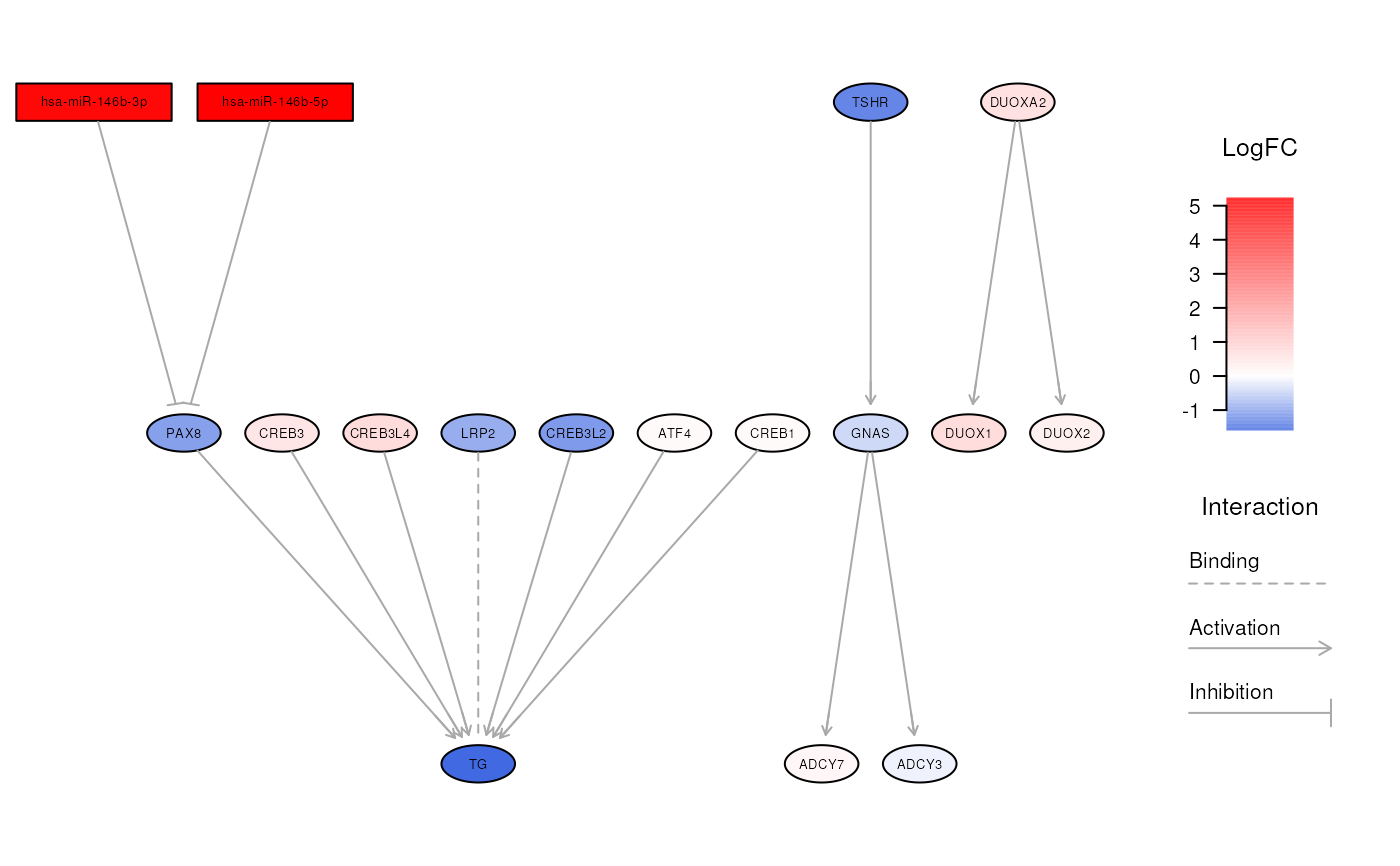 hsa-miR-146b-3p hsa-miR-146b-5p TSHR DUOXA2
LogFC
5
4
3
2
1
0
-1
PAX8 CREB3 CREB3L4 LRP2 CREB3L2 ATF4 CREB1 GNAS DUOX1 DUOX2
Interaction
Binding
Activation
Inhibition
TG ADCY7 ADCY3